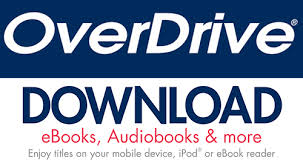 OverDrive®
DOWNLOAD
eBooks, Audiobooks & more
Enjoy titles on your mobile device, iPod® or eBook reader